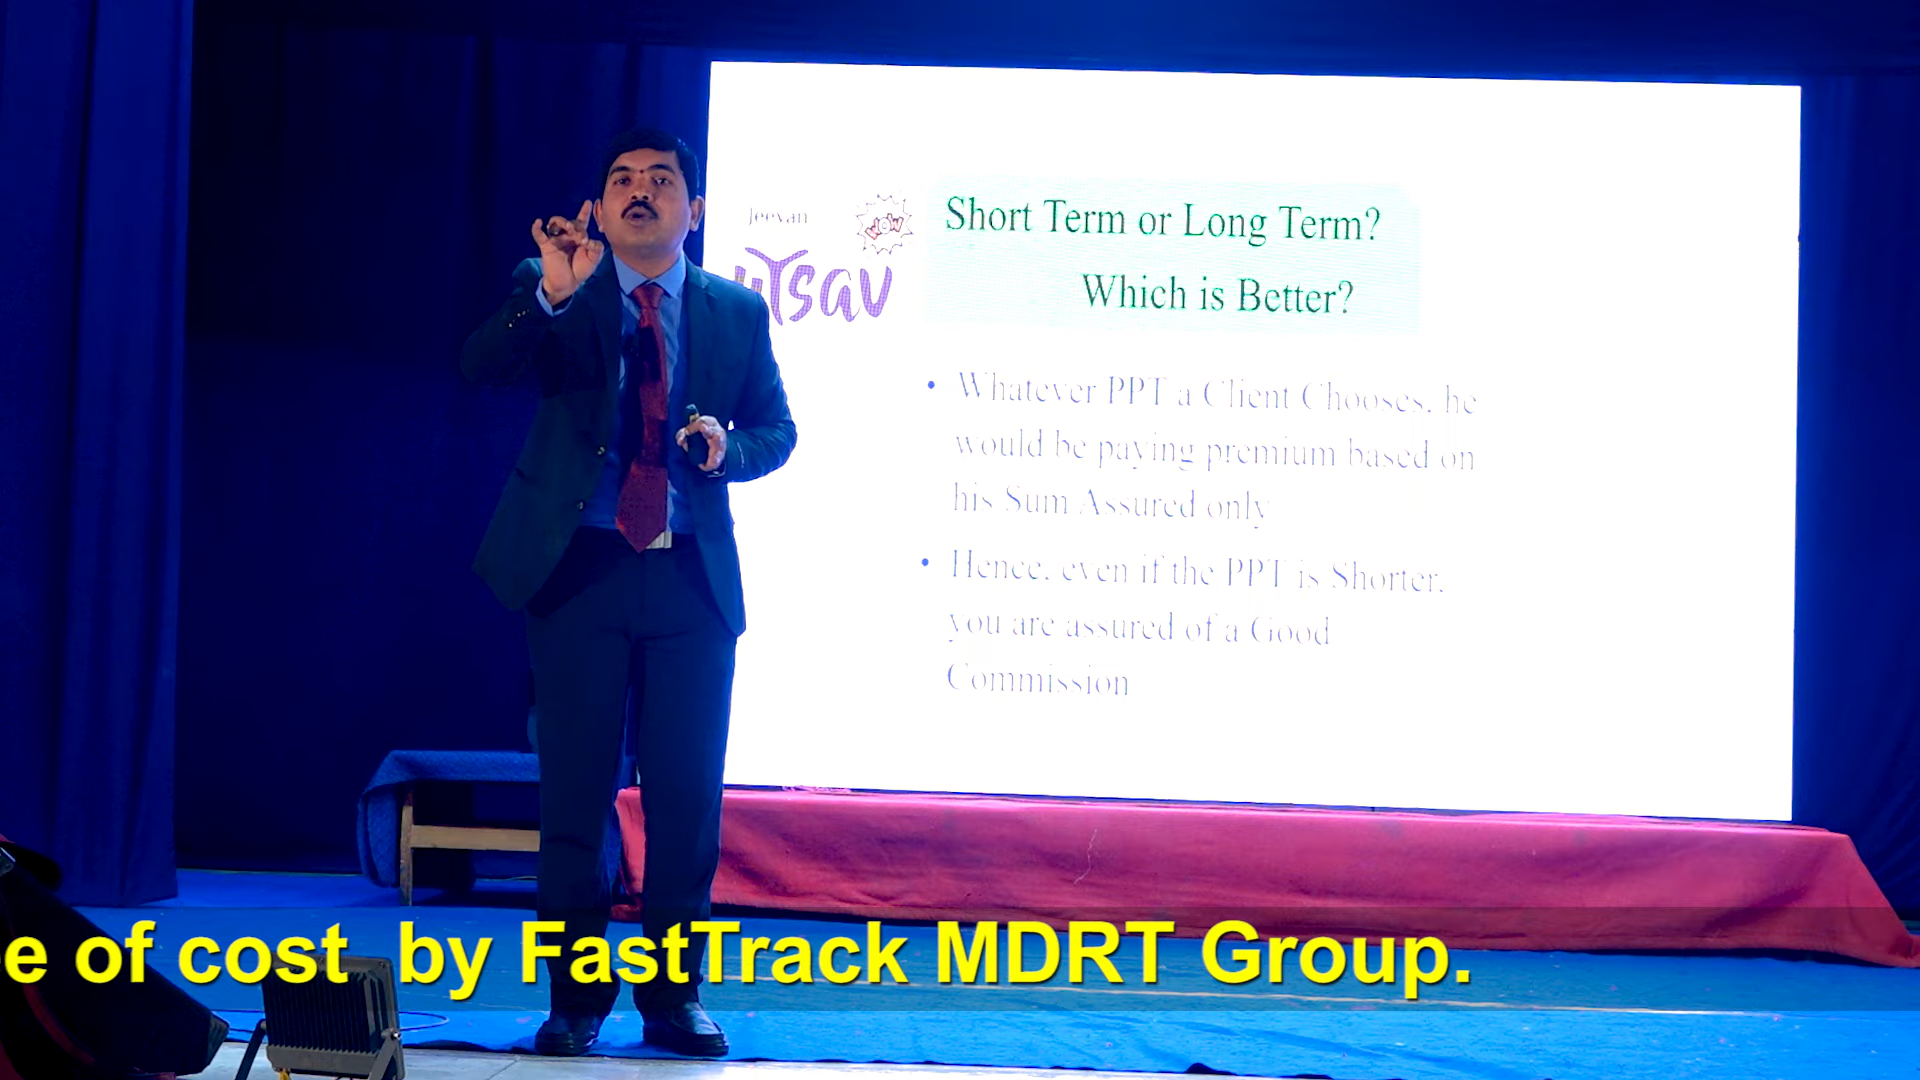 Jeevan
WOW
UTSAV
Short Term or Long Term?
Which is Better?
• Whatever PPT a Client Chooses, he
would be paying premium based on
his Sum Assured only
• Hence, even if the PPT is Shorter,
you are assured of a Good
Commission
e of cost by FastTrack MDRT Group.